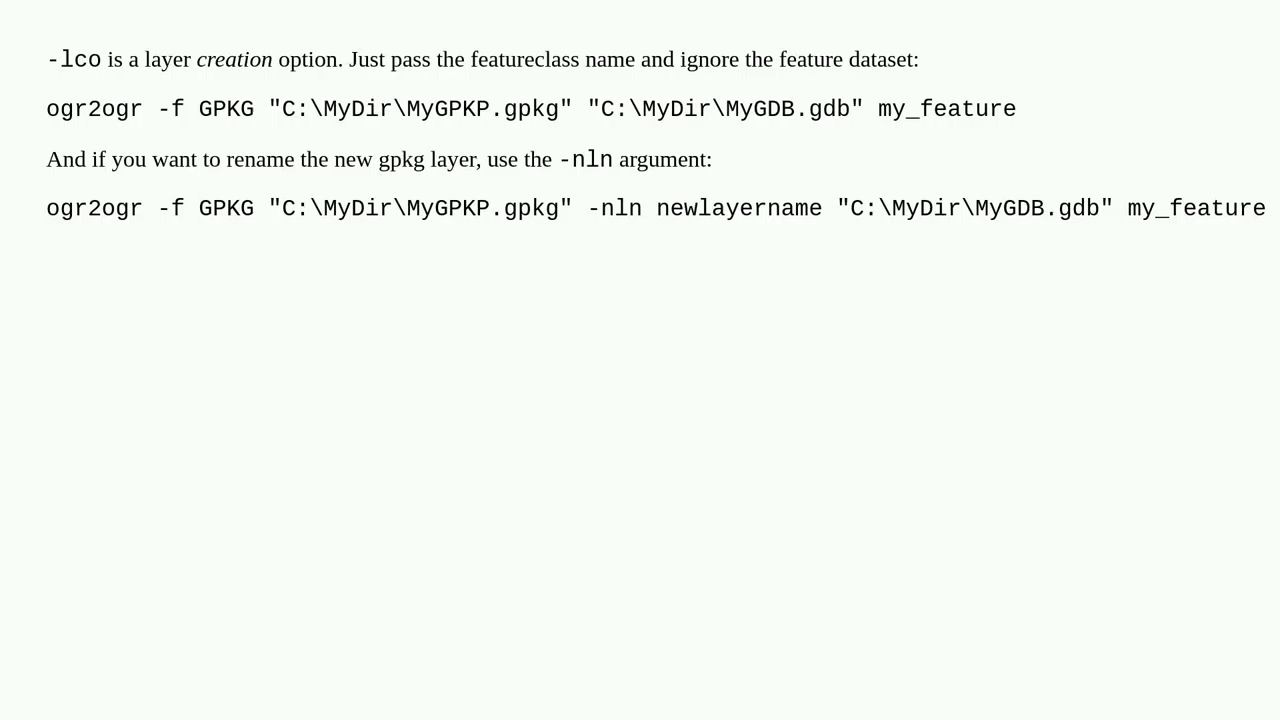 -lco is a layer creation option. Just pass the featureclass name and ignore the feature dataset:
ogr2ogr -f GPKG "C:\MyDir\MyGPKP.gpkg" "C:\MyDir\MyGDB.gdb" my_feature
And if you want to rename the new gpkg layer, use the -nln argument:
ogr2ogr -f GPKG "C:\MyDir\MyGPKP.gpkg" -nln newlayername "C:\MyDir\MyGDB.gdb" my_feature